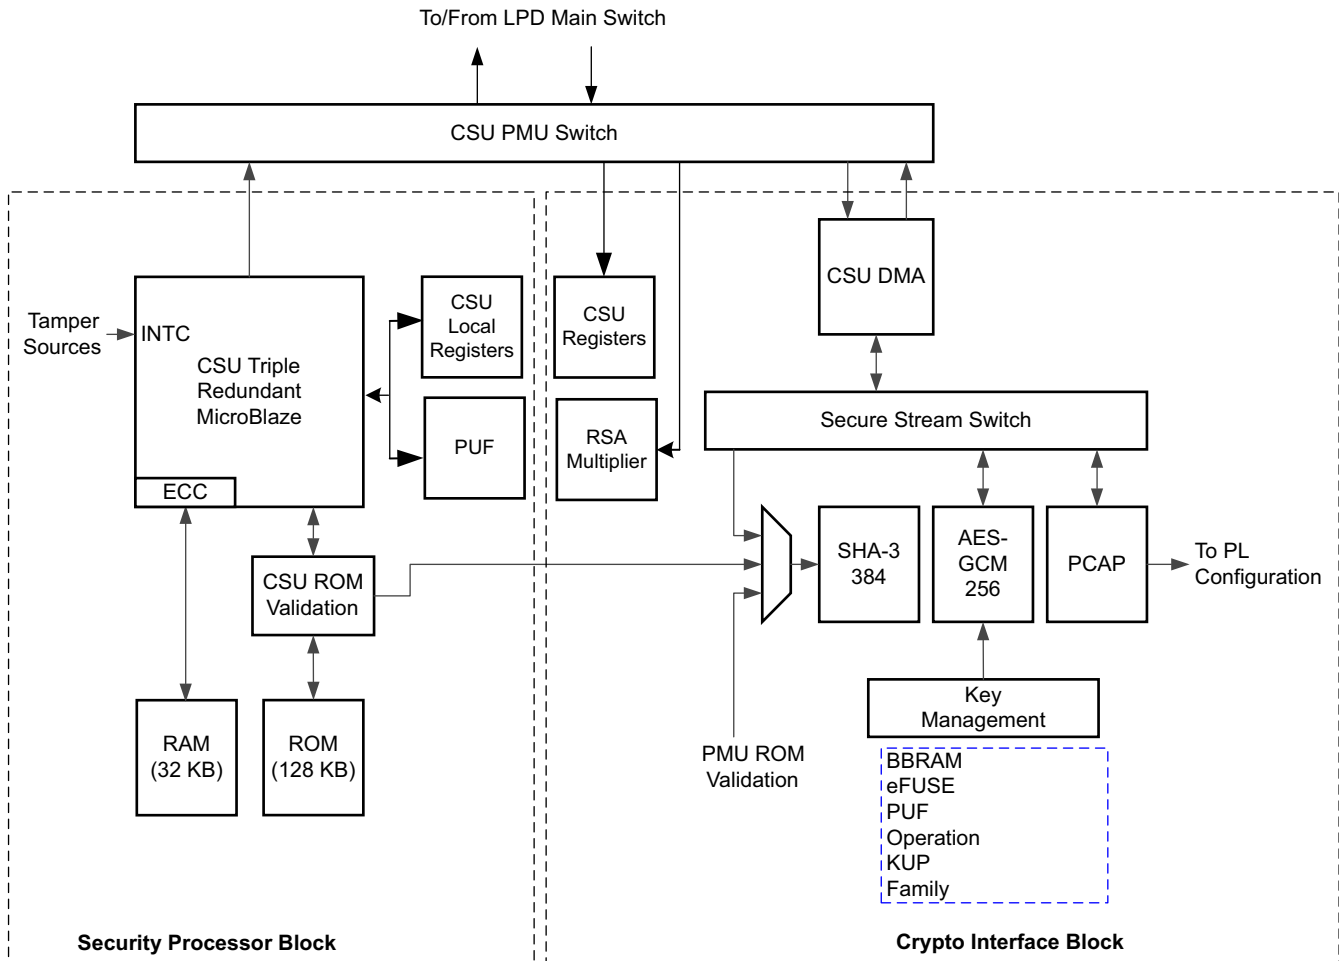 To/From LPD Main Switch
CSU PMU Switch
Tamper
Sources
INTC
CSU Triple
Redundant
MicroBlaze
ECC
CSU
Local
Registers
PUF
CSU ROM
Validation
RAM
(32 KB)
ROM
(128 KB)
Security Processor Block
CSU
Registers
RSA
Multiplier
CSU DMA
Secure Stream Switch
SHA-3
384
AES-
GCM
256
PCAP
To PL
Configuration
Key
Management
PMU ROM
Validation
BBRAM
eFUSE
PUF
Operation
KUP
Family
Crypto Interface Block